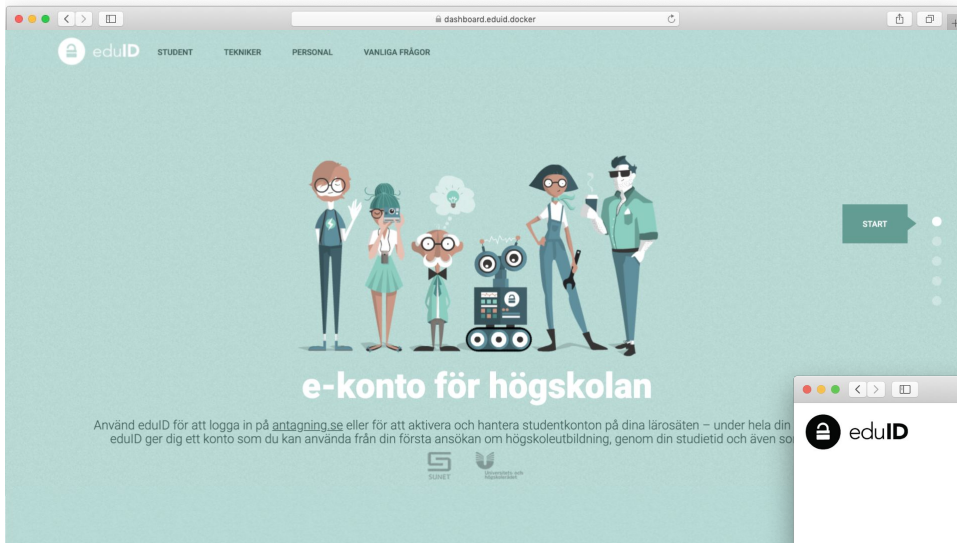 dashboard.eduid.docker
eduID STUDENT TEKNIKER PERSONAL VANLIGA FRÅGOR
START
e-konto för högskolan
Använd eduID för att logga in på antagning.se eller för att aktivera och hantera studentkonton på dina lärosäten – under hela din
eduID ger dig ett konto som du kan använda från din första ansökan om högskoleutbildning, genom din studietid och även so
SUNET Universitets- och högskolerådet
eduID